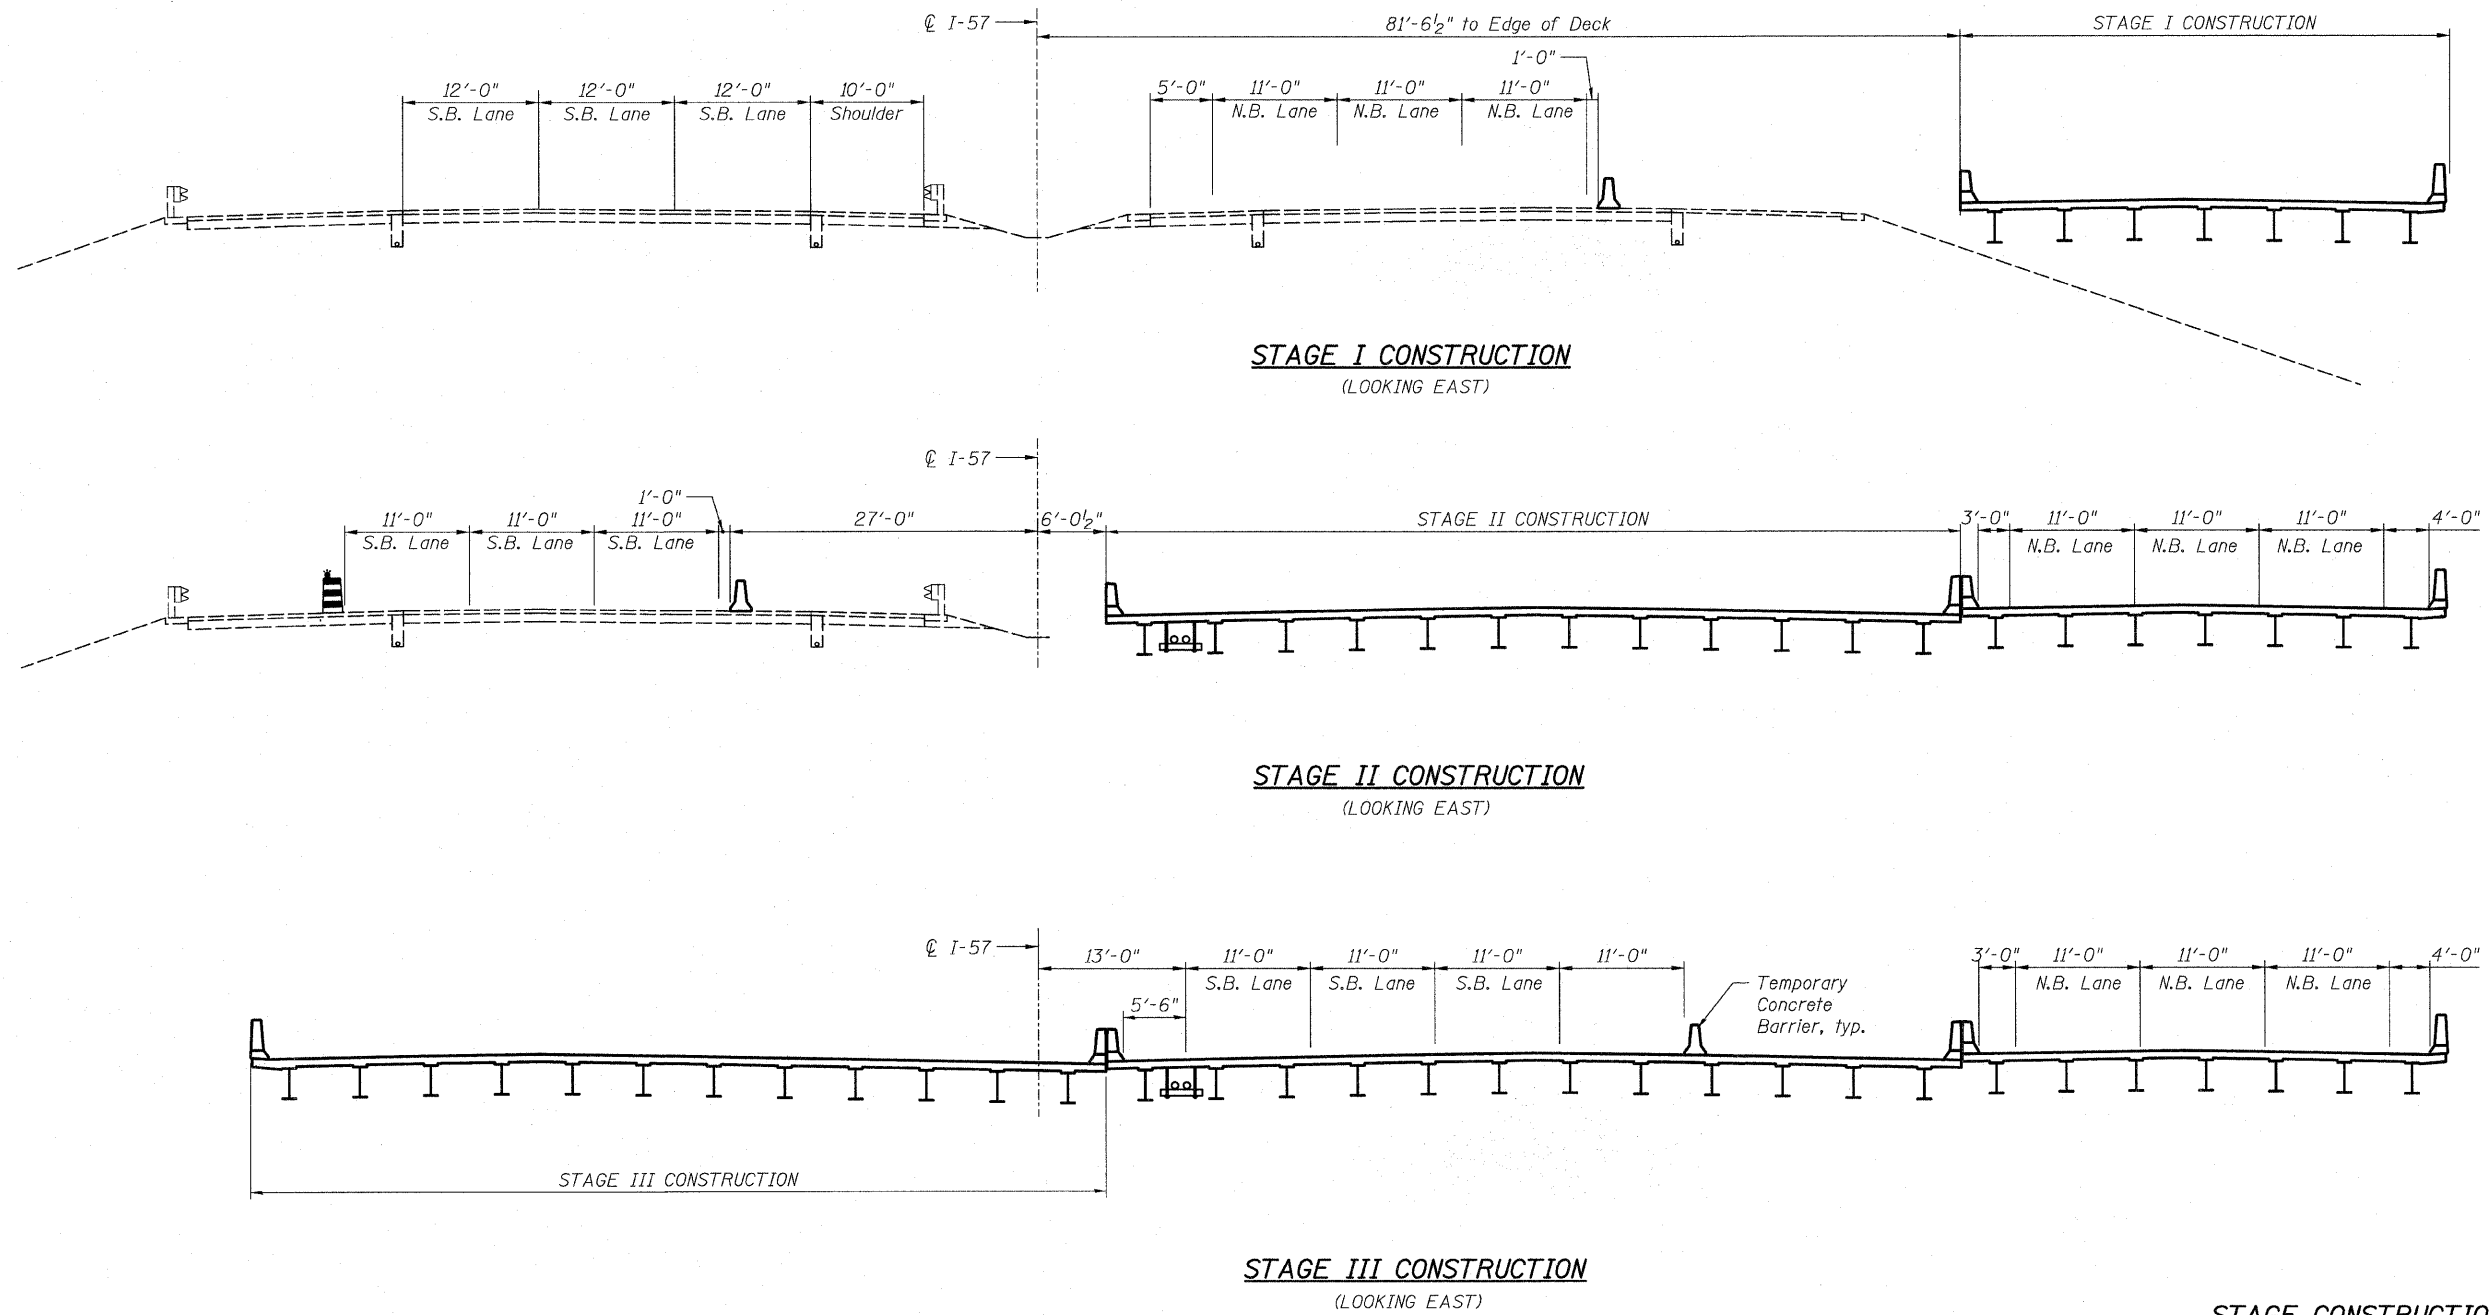 ℄ I-57
81'-6½" to Edge of Deck
STAGE I CONSTRUCTION
1'-0"
12'-0" 12'-0" 12'-0" 10'-0" 5'-0" 11'-0" 11'-0" 11'-0"
S.B. Lane S.B. Lane S.B. Lane Shoulder N.B. Lane N.B. Lane N.B. Lane
STAGE I CONSTRUCTION
(LOOKING EAST)
℄ I-57
1'-0"
11'-0" 11'-0" 11'-0" 27'-0" 6'-0½" STAGE II CONSTRUCTION 3'-0" 11'-0" 11'-0" 11'-0" 4'-0"
S.B. Lane S.B. Lane S.B. Lane N.B. Lane N.B. Lane N.B. Lane
STAGE II CONSTRUCTION
(LOOKING EAST)
℄ I-57
13'-0" 11'-0" 11'-0" 11'-0" 11'-0" 3'-0" 11'-0" 11'-0" 11'-0" 4'-0"
S.B. Lane S.B. Lane S.B. Lane N.B. Lane N.B. Lane N.B. Lane
5'-6"
Temporary
Concrete
Barrier, typ.
STAGE III CONSTRUCTION
STAGE III CONSTRUCTION
(LOOKING EAST)